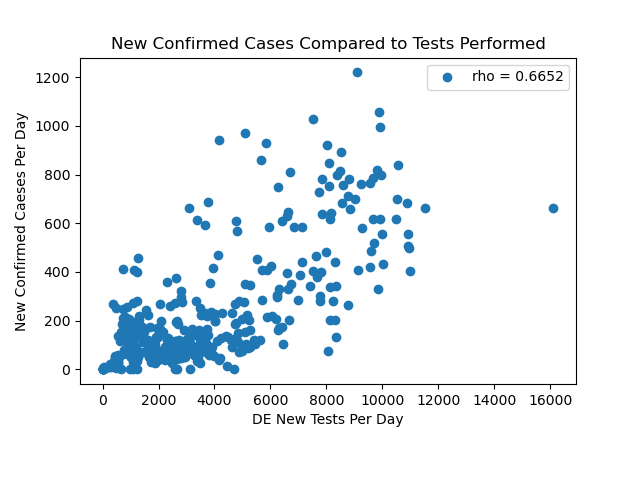 New Confirmed Cases Compared to Tests Performed
rho = 0.6652
New Confirmed Caeses Per Day
1200
1000
800
600
400
200
0
0 2000 4000 6000 8000 10000 12000 14000 16000
DE New Tests Per Day